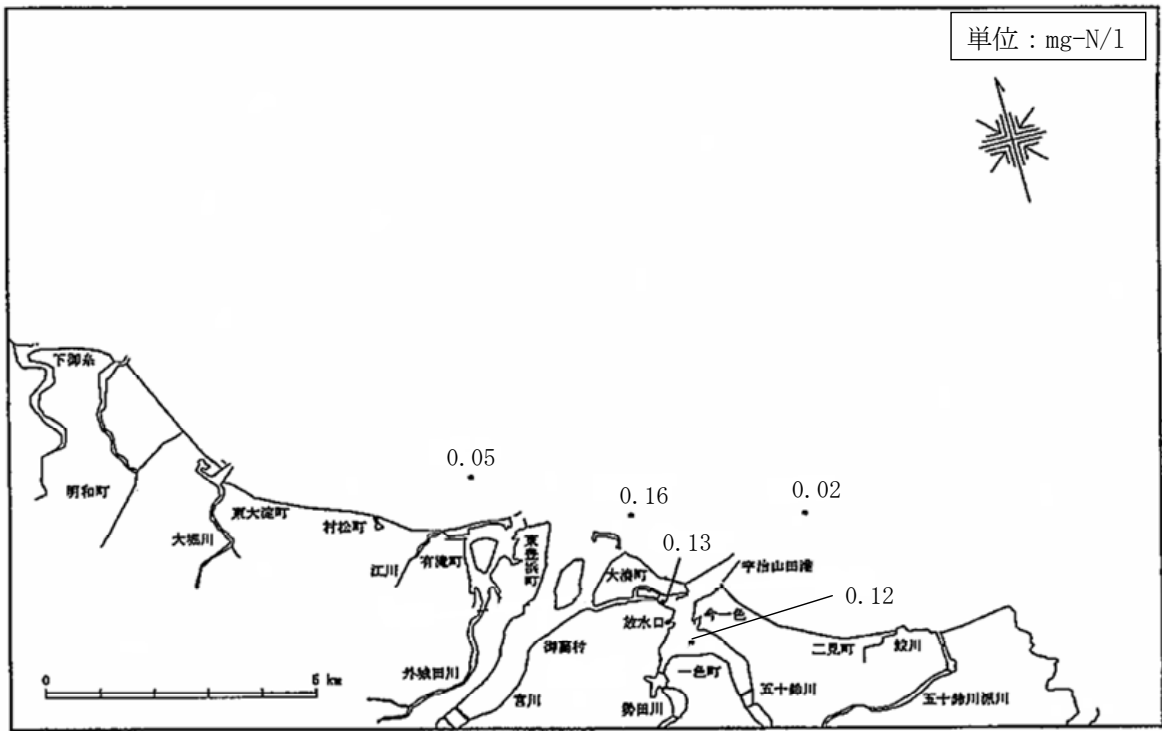 単位：mg-N/l
下御糸
明和町
大堀川
東大淀町
村松町
江川
有滝町
0.05
0.16
0.02
0.13
0.12
東豊浜町
大湊町
宇治山田港
今一色
放水口
御薗村
外城田川
宮川
勢田川
一色町
五十鈴川
二見町
鮫川
五十鈴川派川
0
6 km